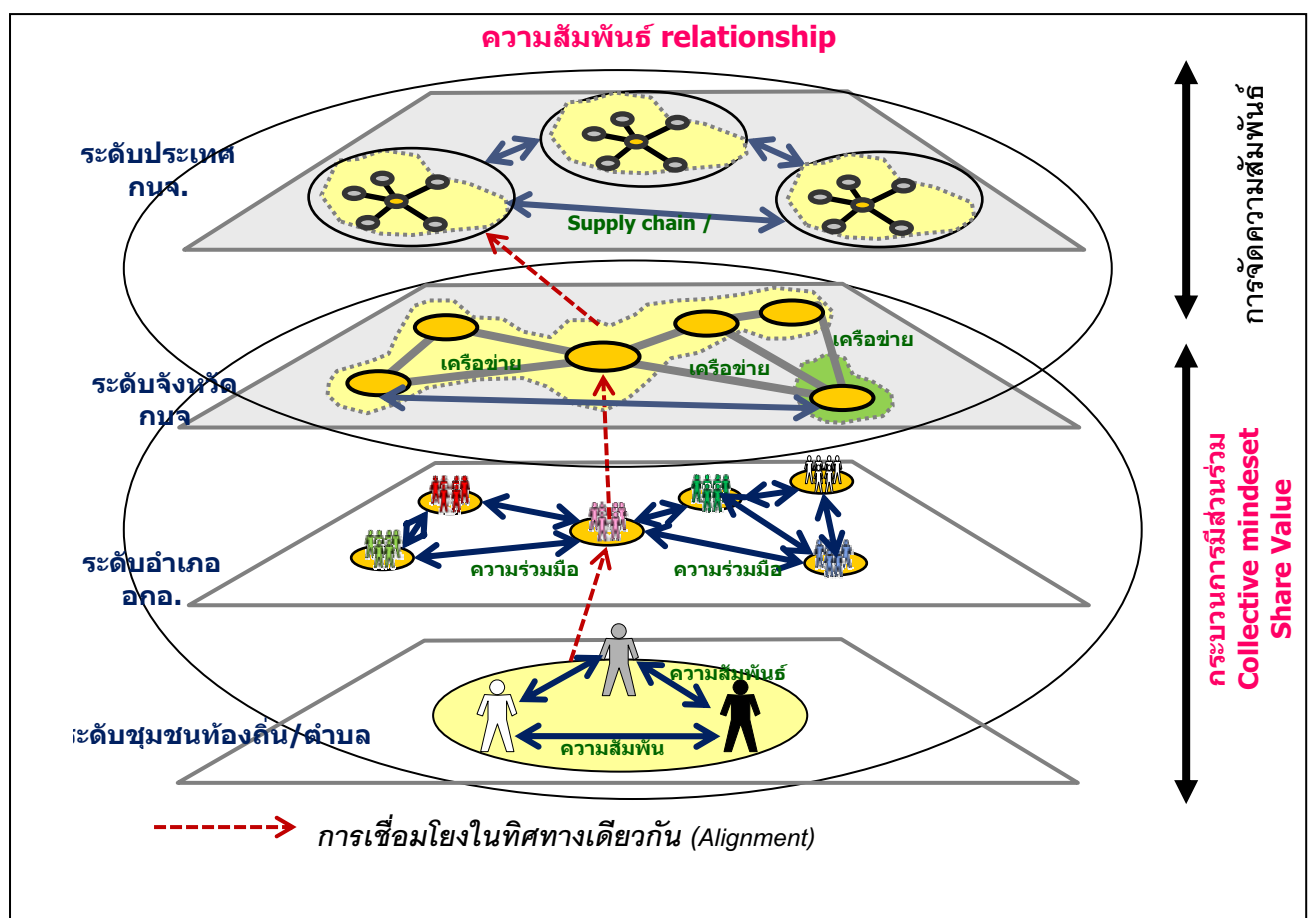 ความสัมพันธ์ relationship
การจัดความสัมพันธ์
ระดับประเทศ
กนจ.
Supply chain /
เครือข่าย
เครือข่าย
เครือข่าย
ระดับจังหวัด
กบจ
กระบวนการมีส่วนร่วม
Collective mindeset
Share Value
ระดับอำเภอ
อกอ.
ความร่วมมือ
ความร่วมมือ
ความสัมพันธ์
ะดับชุมชนท้องถิ่น/ตำบล
ความสัมพัน
การเชื่อมโยงในทิศทางเดียวกัน (Alignment)